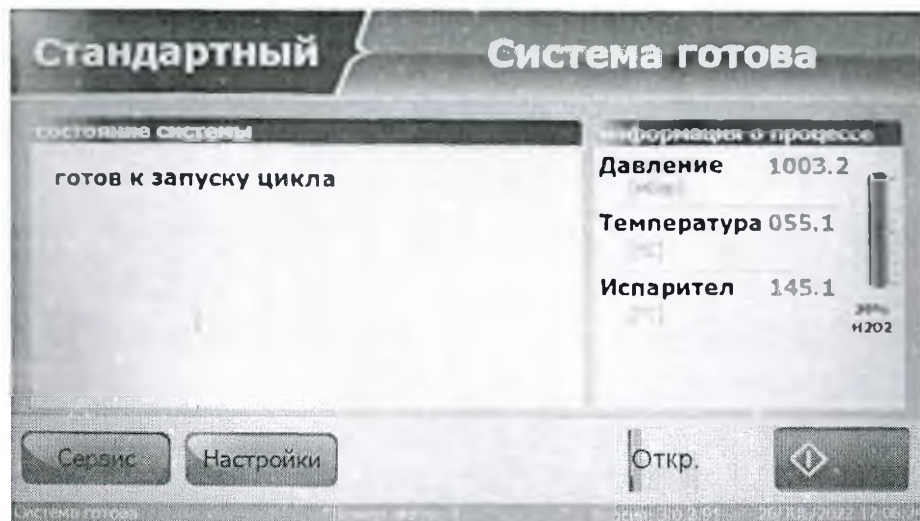 Стандартный
Система готова
состояние системы
готов к запуску цикла
информация о процессе
Давление 1003.2
Температура 055.1
[°C]
Испарител 145.1
[°C]
H2O2
Сервис
Настройки
Откр.
Система готова